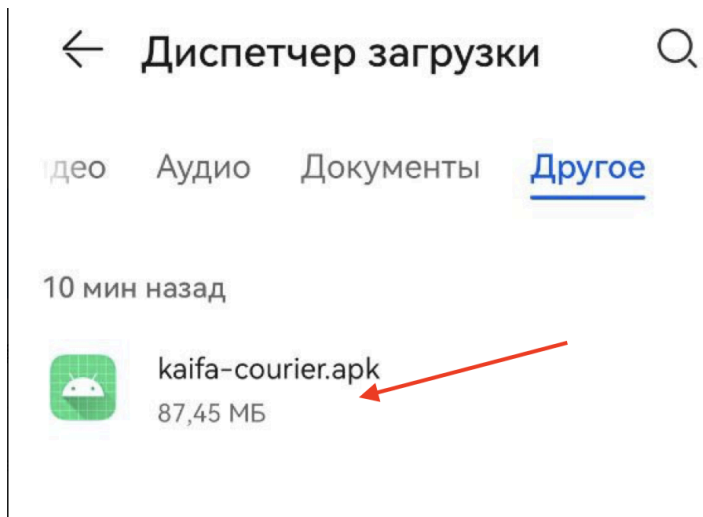 Диспетчер загрузки
део Аудио Документы Другое
10 мин назад
kaifa-courier.apk
87,45 МБ